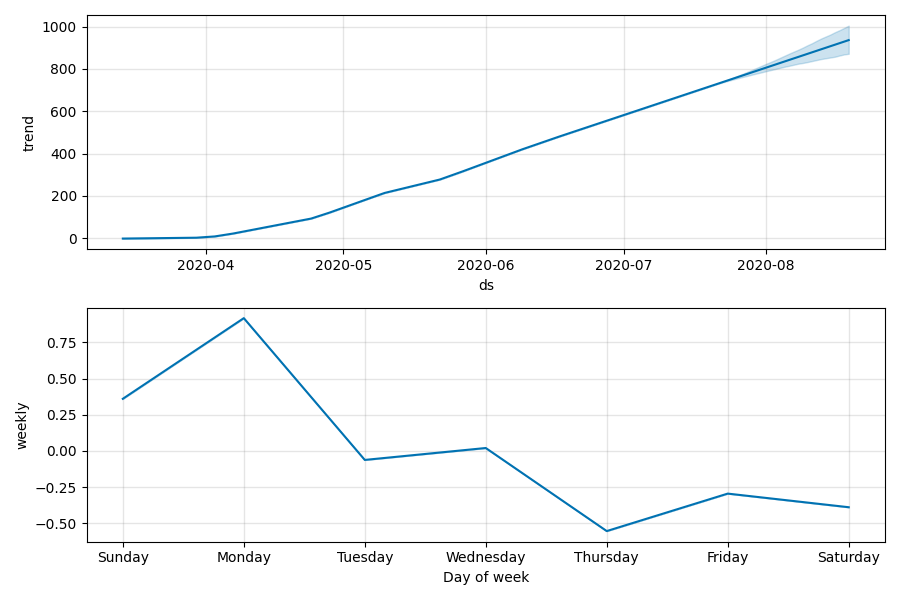 1000
800
600
400
200
0
trend
2020-04 2020-05 2020-06 2020-07 2020-08
ds
0.75
0.50
0.25
0.00
−0.25
−0.50
weekly
Sunday Monday Tuesday Wednesday Thursday Friday Saturday
Day of week